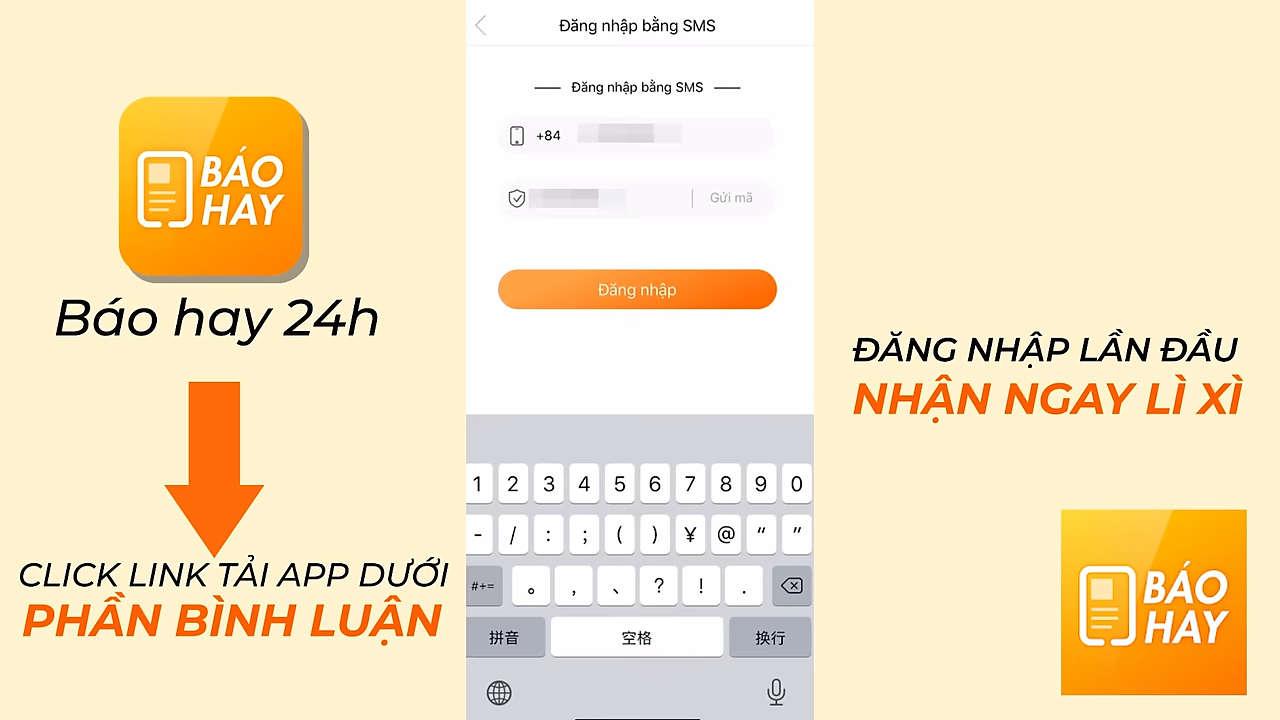 BÁO
HAY
Báo hay 24h
CLICK LINK TẢI APP DƯỚI
PHẦN BÌNH LUẬN
Đăng nhập bằng SMS
Đăng nhập bằng SMS
+84
Gửi mã
Đăng nhập
1 2 3 4 5 6 7 8 9 0
- / : ; ( ) ¥ @ “ ”
#+= 。 , 、 ? ! .
拼音 空格 换行
ĐĂNG NHẬP LẦN ĐẦU
NHẬN NGAY LÌ XÌ
BÁO
HAY